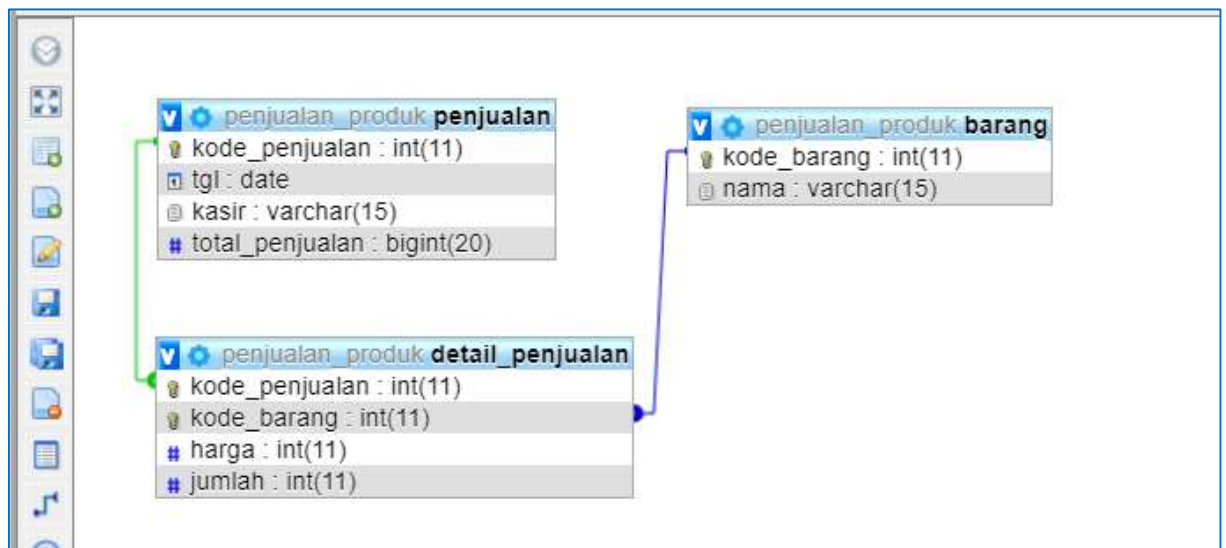 penjualan_produk penjualan
kode_penjualan : int(11)
tgl : date
kasir : varchar(15)
total_penjualan : bigint(20)
penjualan_produk barang
kode_barang : int(11)
nama : varchar(15)
penjualan_produk detail_penjualan
kode_penjualan : int(11)
kode_barang : int(11)
harga : int(11)
jumlah : int(11)